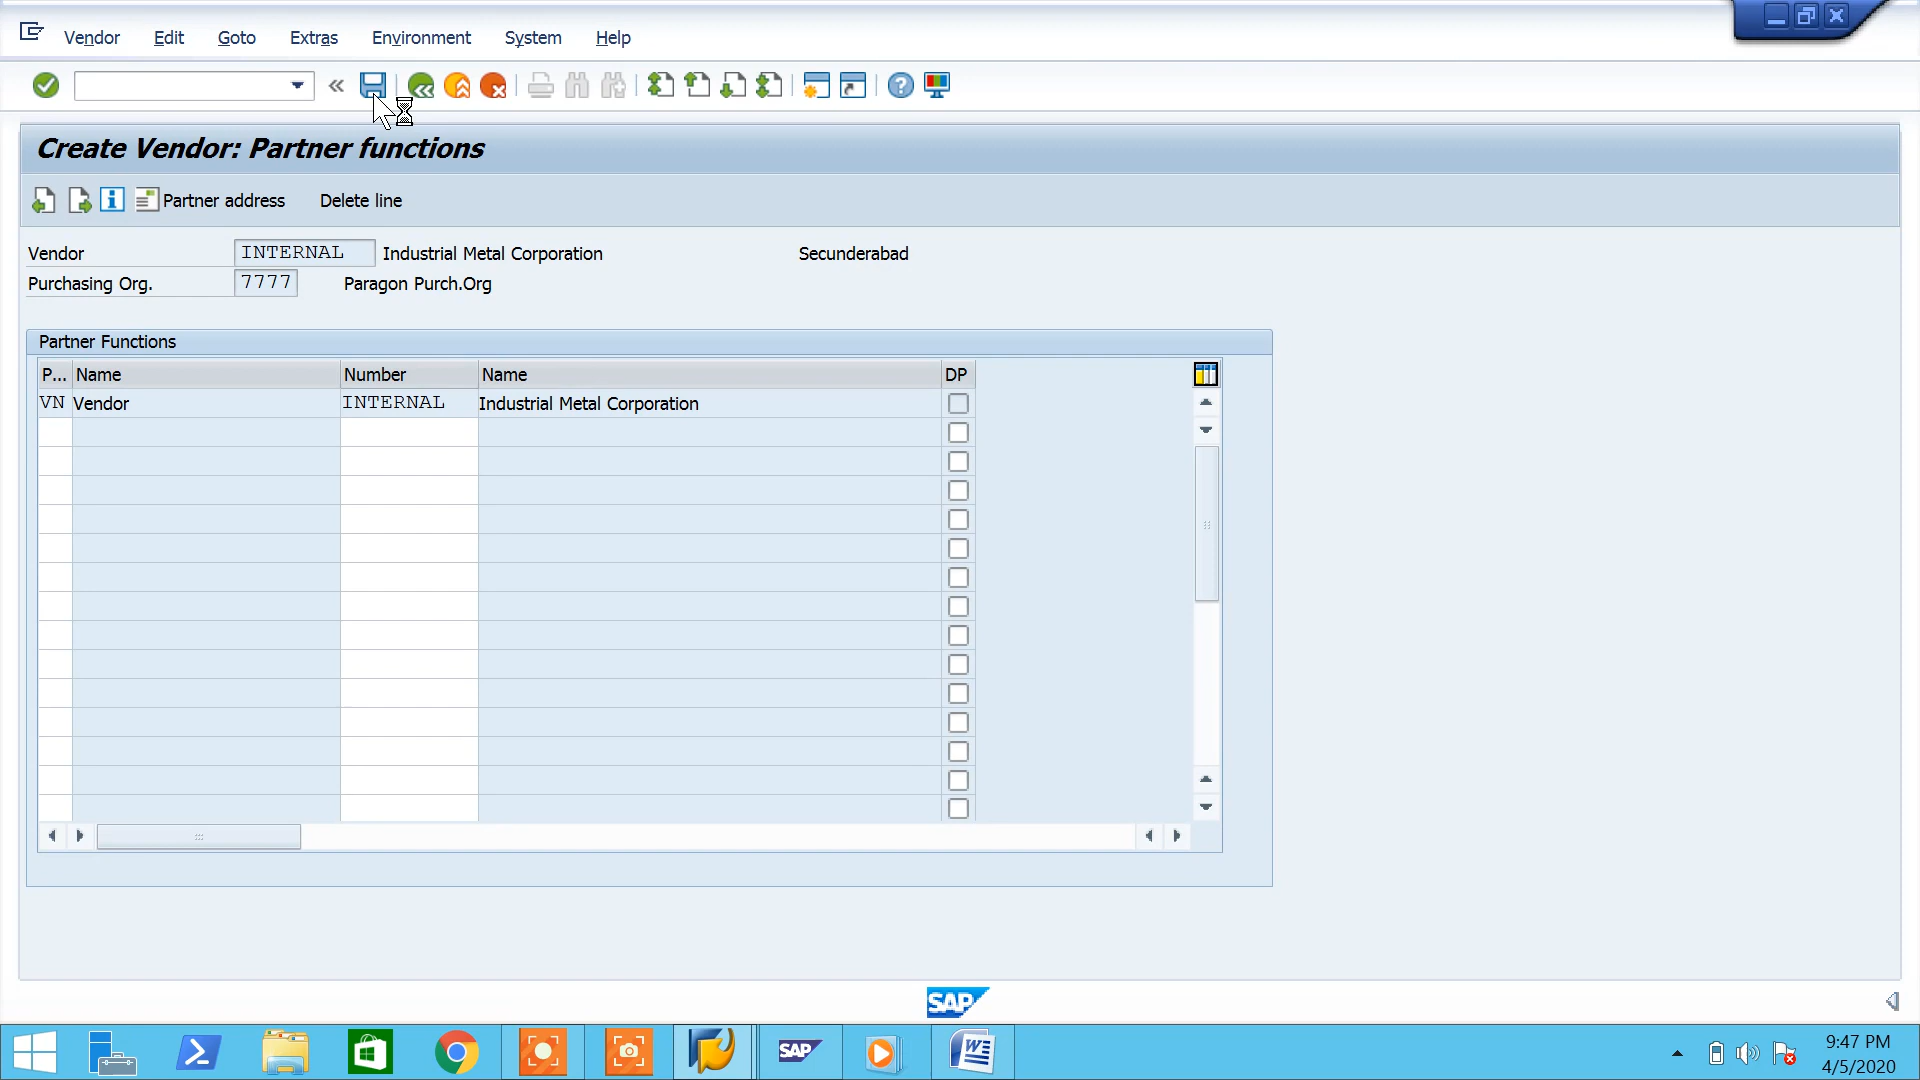 Vendor Edit Goto Extras Environment System Help
Create Vendor: Partner functions
Partner address Delete line
Vendor INTERNAL Industrial Metal Corporation Secunderabad
Purchasing Org. 7777 Paragon Purch.Org
Partner Functions
P... Name Number Name DP
VN Vendor INTERNAL Industrial Metal Corporation
SAP
SAP
9:47 PM
4/5/2020